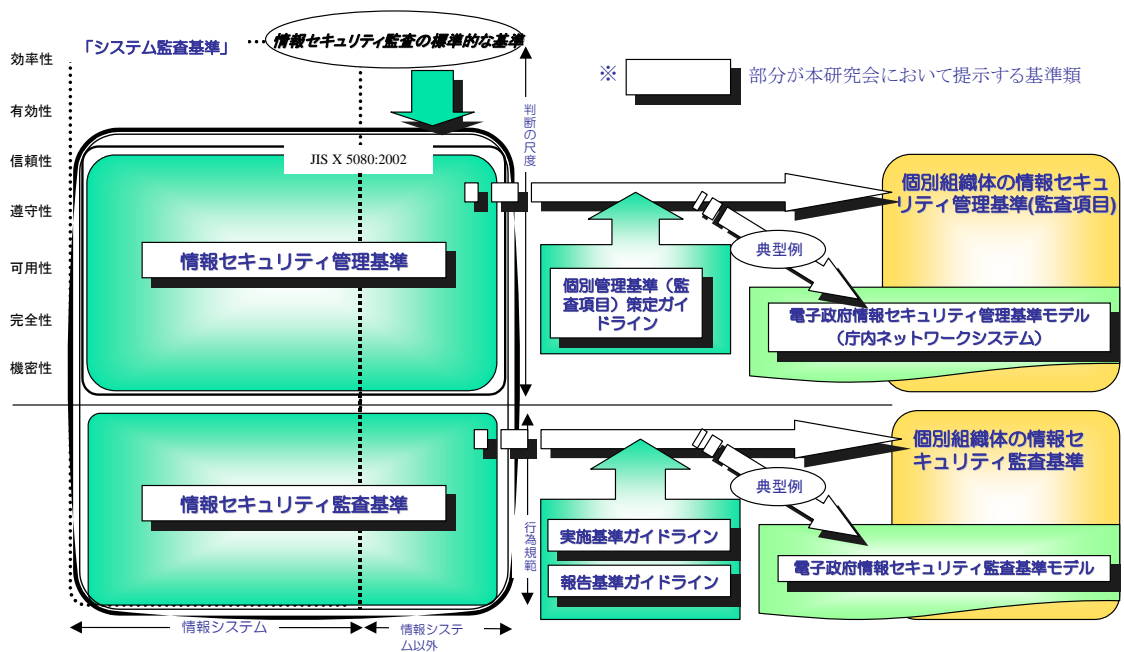 「システム監査基準」
情報セキュリティ監査の標準的な基準
※
部分が本研究会において提示する基準類
効率性
有効性
信頼性
遵守性
可用性
完全性
機密性
判断の尺度
JIS X 5080:2002
情報セキュリティ管理基準
個別管理基準（監
査項目）策定ガイ
ドライン
個別組織体の情報セキュ
リティ管理基準(監査項目)
典型例
電子政府情報セキュリティ管理基準モデル
（庁内ネットワークシステム）
情報セキュリティ監査基準
行為規範
実施基準ガイドライン
報告基準ガイドライン
個別組織体の情報セ
キュリティ監査基準
典型例
電子政府情報セキュリティ監査基準モデル
情報システム
情報システ
ム以外